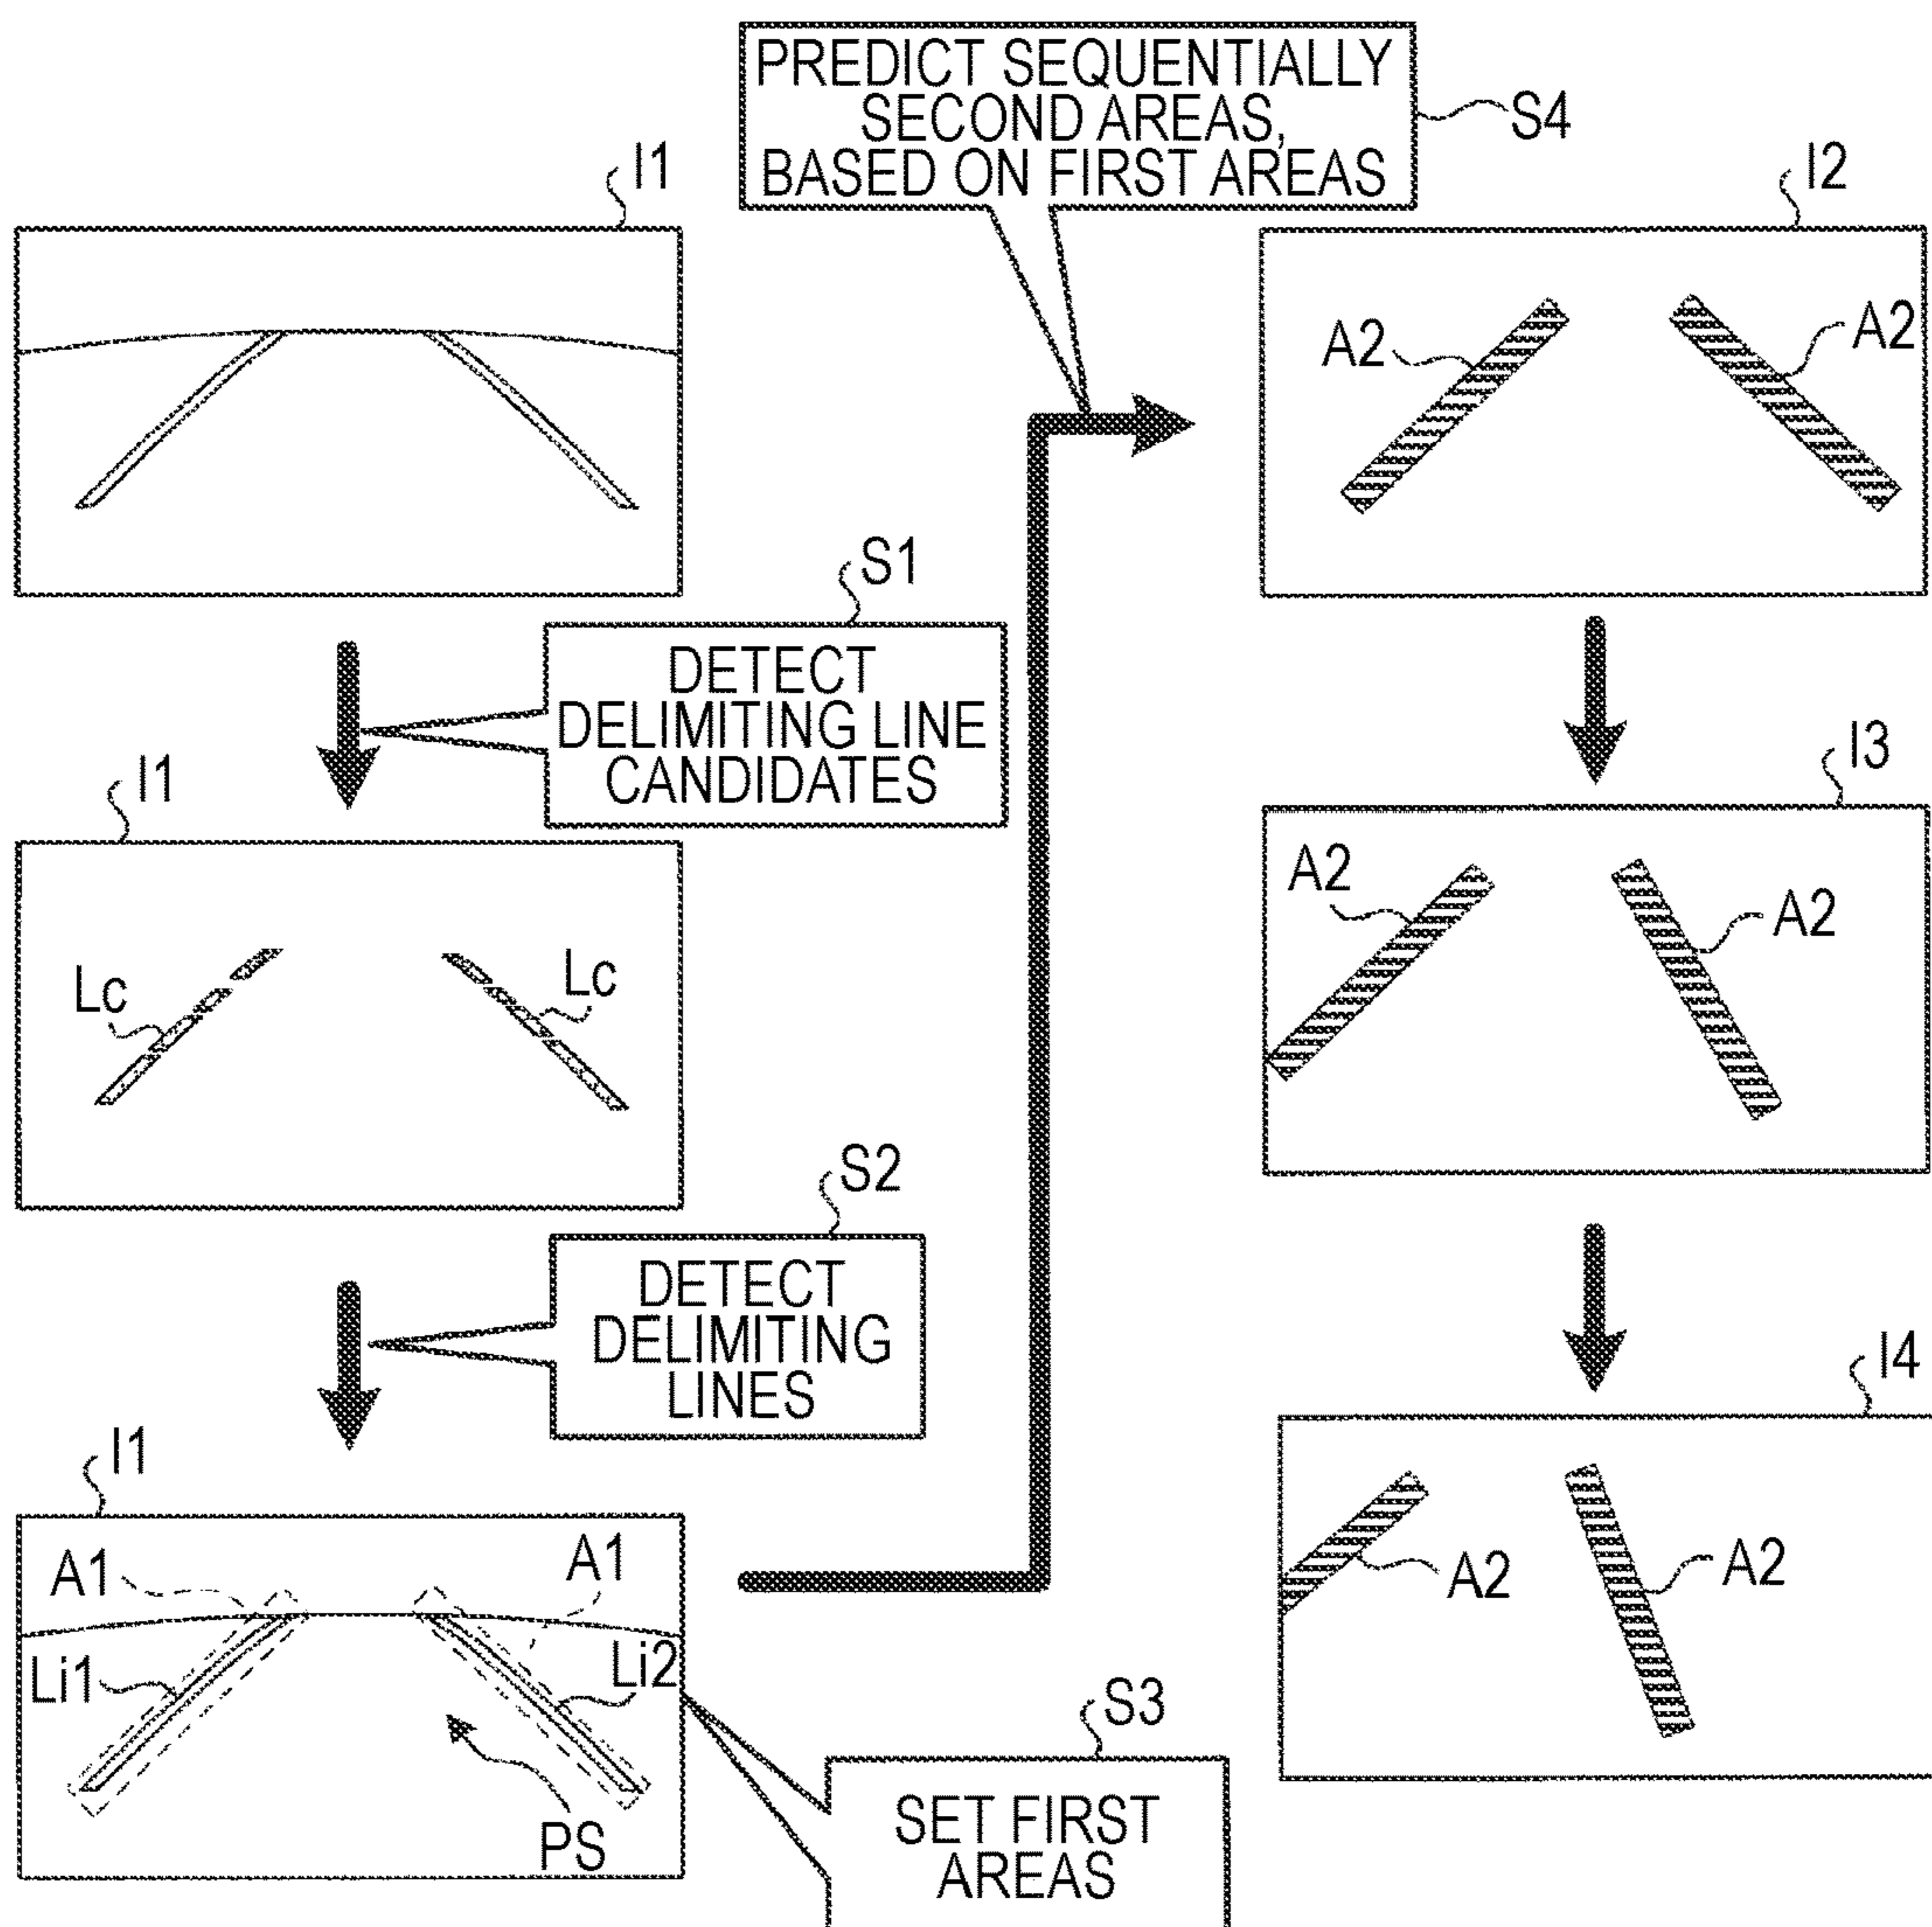 PREDICT SEQUENTIALLY
SECOND AREAS,
BASED ON FIRST AREAS
S4
I1
I2
A2
A2
S1
DETECT
DELIMITING LINE
CANDIDATES
I1
Lc
Lc
I3
A2
A2
S2
DETECT
DELIMITING
LINES
I1
A1
A1
Li1
Li2
PS
I4
A2
A2
S3
SET FIRST
AREAS